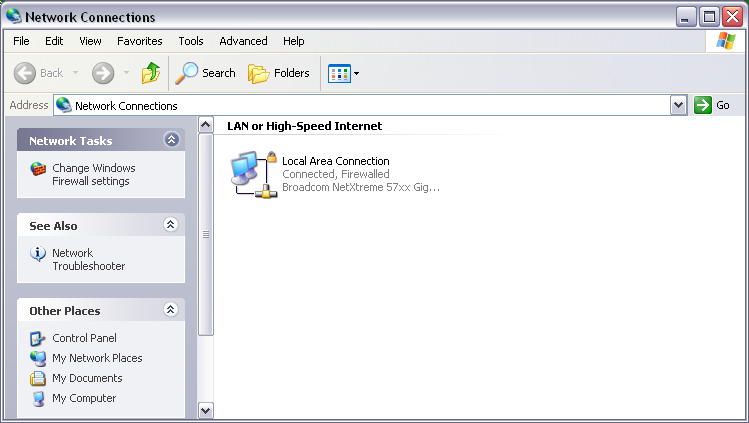 Network Connections
File Edit View Favorites Tools Advanced Help
Back Search Folders
Address Network Connections Go
Network Tasks
Change Windows
Firewall settings
See Also
Network
Troubleshooter
Other Places
Control Panel
My Network Places
My Documents
My Computer
LAN or High-Speed Internet
Local Area Connection
Connected, Firewalled
Broadcom NetXtreme 57xx Gig...